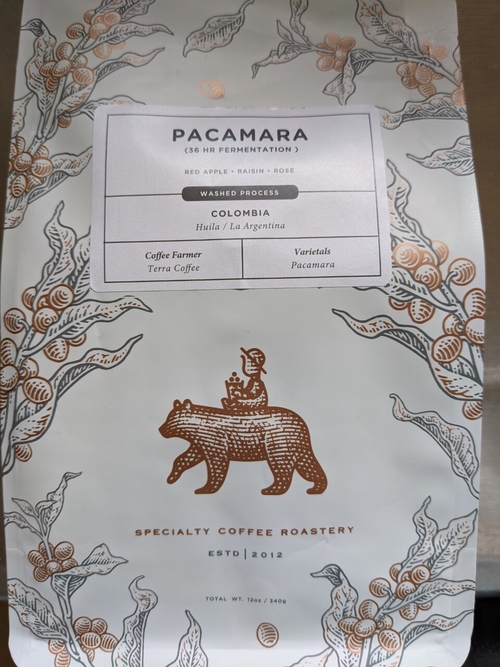 PACAMARA
(36 HR FERMENTATION )
RED APPLE • RAISIN • ROSE
WASHED PROCESS
COLOMBIA
Huila / La Argentina
Coffee Farmer
Terra Coffee
Varietals
Pacamara
SPECIALTY COFFEE ROASTERY
ESTD | 2012
TOTAL WT. 12oz / 340g